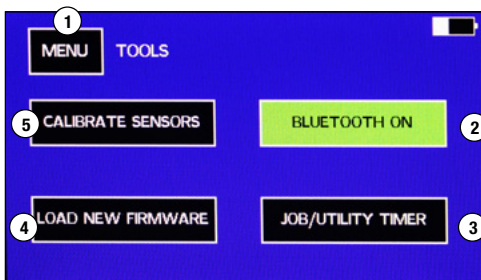 1
MENU TOOLS
5 CALIBRATE SENSORS BLUETOOTH ON 2
4 LOAD NEW FIRMWARE JOB/UTILITY TIMER 3